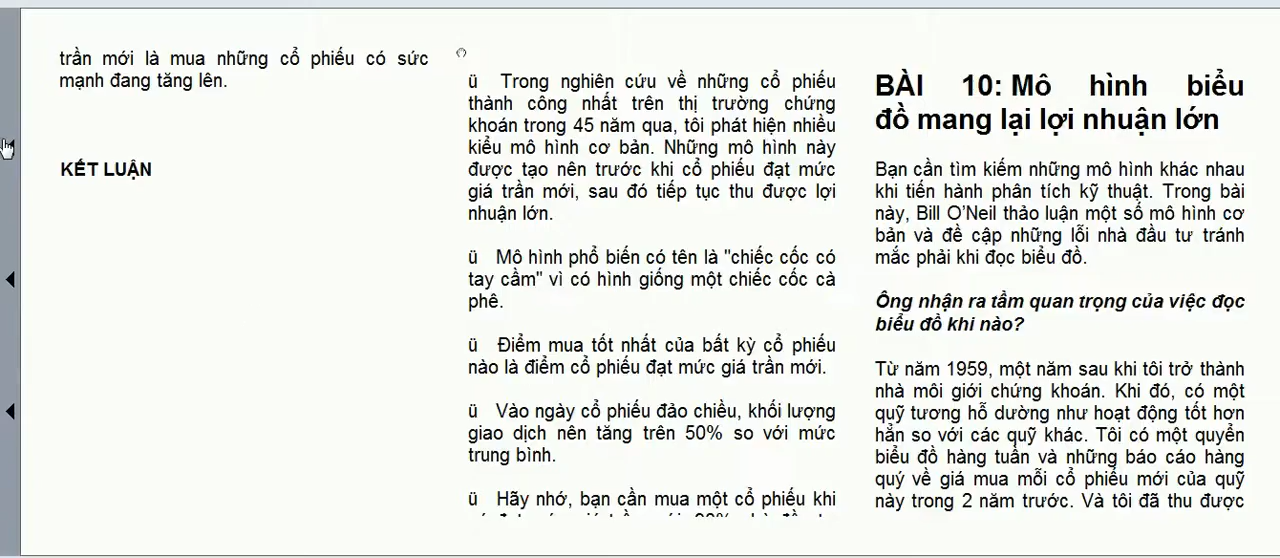 trần mới là mua những cổ phiếu có sức
mạnh đang tăng lên.
KẾT LUẬN
ü Trong nghiên cứu về những cổ phiếu
thành công nhất trên thị trường chứng
khoán trong 45 năm qua, tôi phát hiện nhiều
kiểu mô hình cơ bản. Những mô hình này
được tạo nên trước khi cổ phiếu đạt mức
giá trần mới, sau đó tiếp tục thu được lợi
nhuận lớn.
ü Mô hình phổ biến có tên là "chiếc cốc có
tay cầm" vì có hình giống một chiếc cốc cà
phê.
ü Điểm mua tốt nhất của bất kỳ cổ phiếu
nào là điểm cổ phiếu đạt mức giá trần mới.
ü Vào ngày cổ phiếu đảo chiều, khối lượng
giao dịch nên tăng trên 50% so với mức
trung bình.
ü Hãy nhớ, bạn cần mua một cổ phiếu khi
BÀI 10: Mô hình biểu
đồ mang lại lợi nhuận lớn
Bạn cần tìm kiếm những mô hình khác nhau
khi tiến hành phân tích kỹ thuật. Trong bài
này, Bill O'Neil thảo luận một số mô hình cơ
bản và đề cập những lỗi nhà đầu tư tránh
mắc phải khi đọc biểu đồ.
Ông nhận ra tầm quan trọng của việc đọc
biểu đồ khi nào?
Từ năm 1959, một năm sau khi tôi trở thành
nhà môi giới chứng khoán. Khi đó, có một
quỹ tương hỗ dường như hoạt động tốt hơn
hẳn so với các quỹ khác. Tôi có một quyển
biểu đồ hàng tuần và những báo cáo hàng
quý về giá mua mỗi cổ phiếu mới của quỹ
này trong 2 năm trước. Và tôi đã thu được